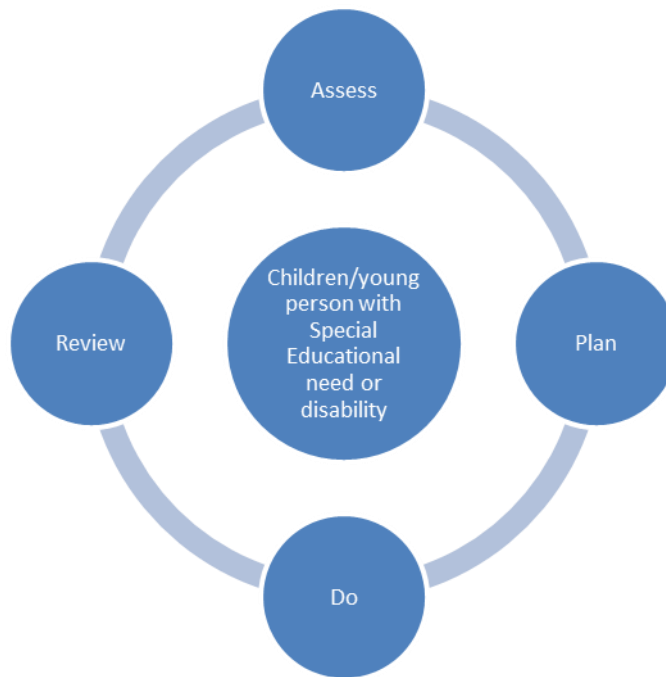 Assess
Children/young
person with
Special
Educational
need or
disability
Review
Plan
Do